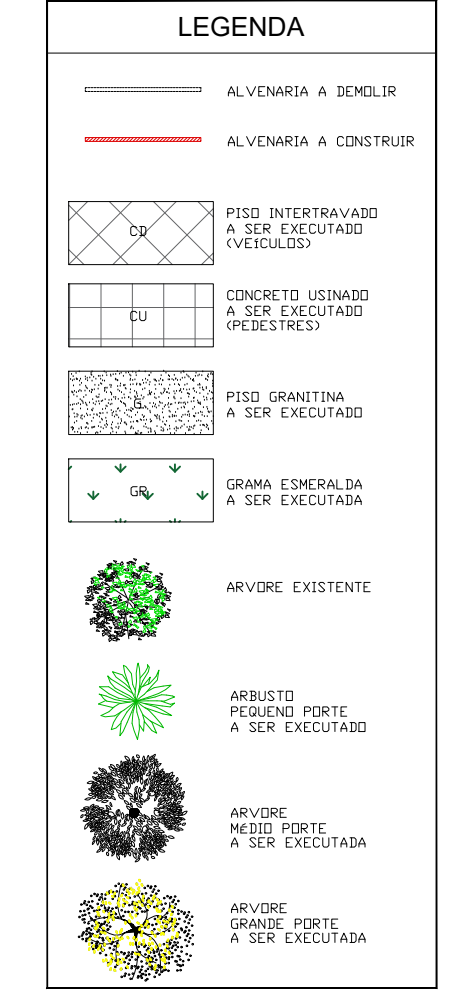 LEGENDA
ALVENARIA A DEMOLIR
ALVENARIA A CONSTRUIR
CD
PISO INTERTRAVADO
A SER EXECUTADO
(VEÍCULOS)
CU
CONCRETO USINADO
A SER EXECUTADO
(PEDESTRES)
G
PISO GRANITINA
A SER EXECUTADO
GR
GRAMA ESMERALDA
A SER EXECUTADA
ARVORE EXISTENTE
ARBUSTO
PEQUENO PORTE
A SER EXECUTADO
ARVORE
MÉDIO PORTE
A SER EXECUTADA
ARVORE
GRANDE PORTE
A SER EXECUTADA